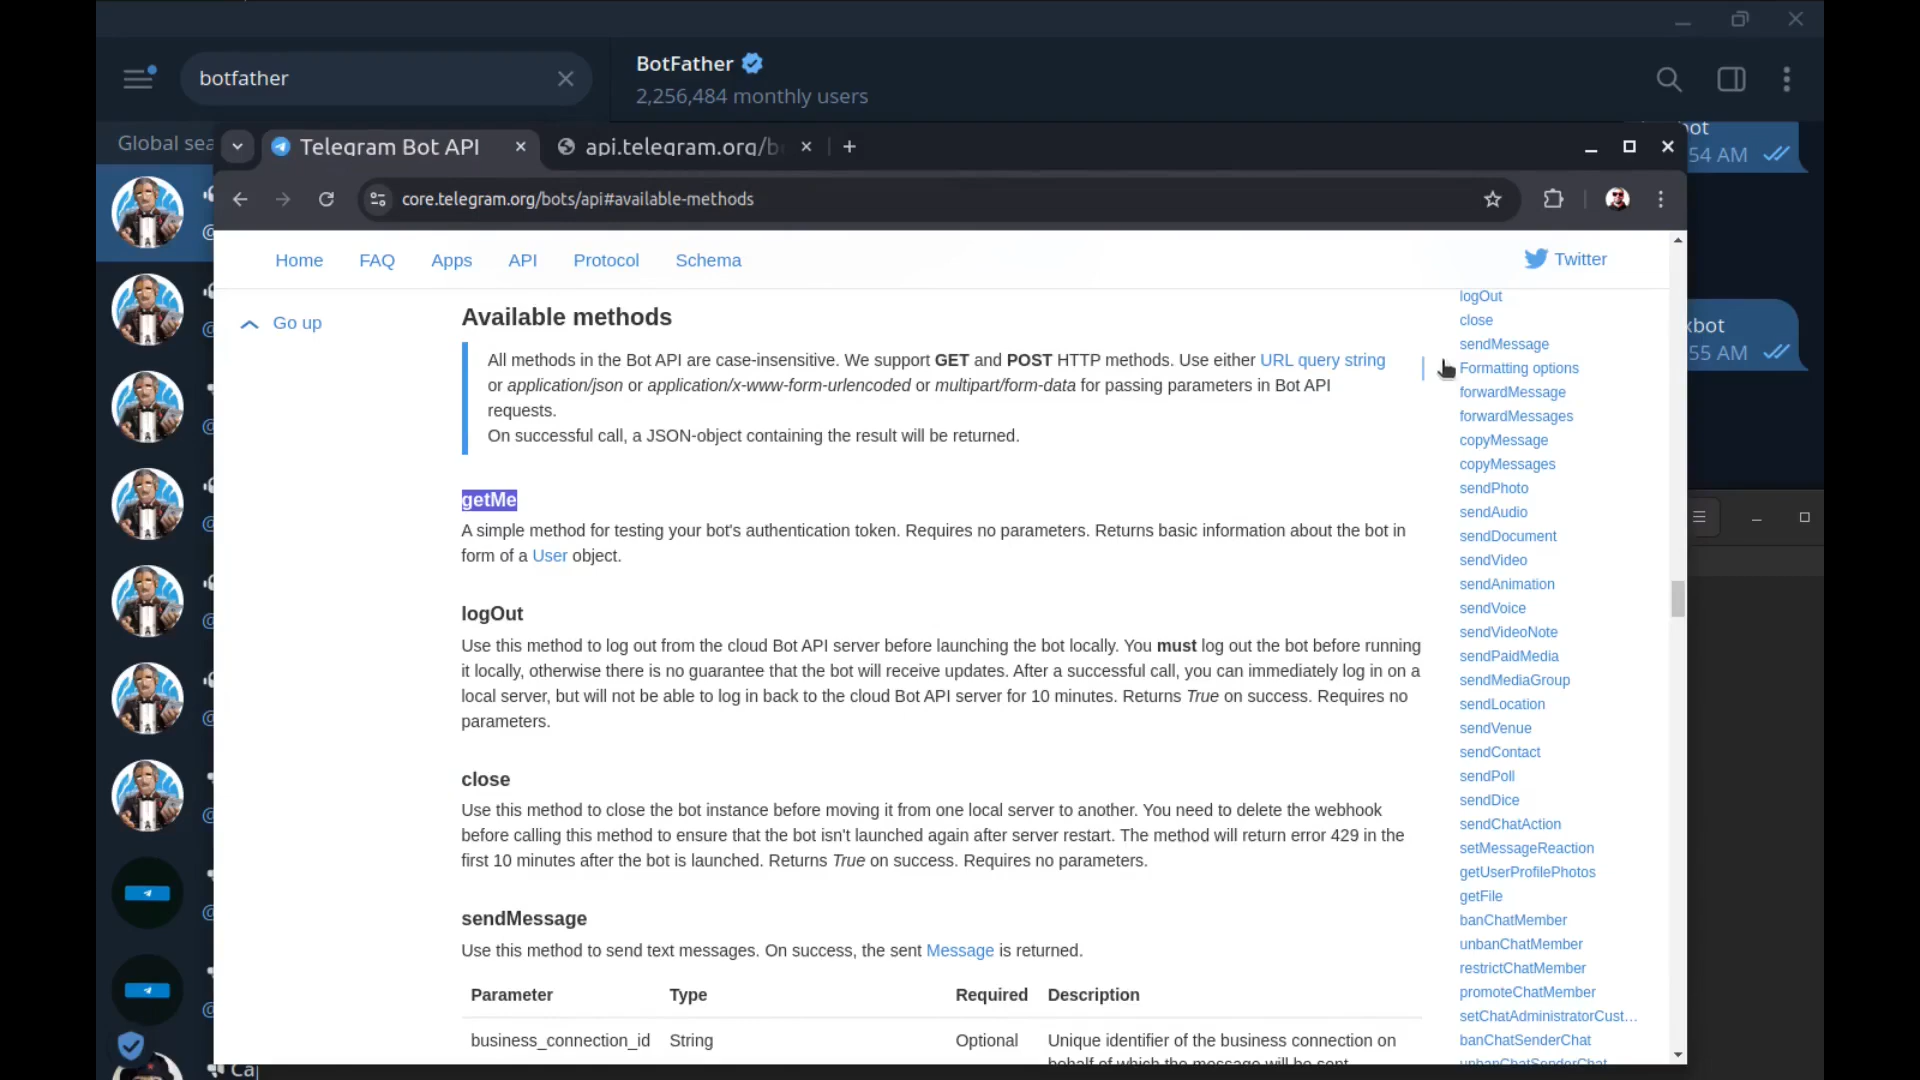 botfather
BotFather
2,256,484 monthly users
Global sea
bot
54 AM
Telegram Bot API
api.telegram.org/b
core.telegram.org/bots/api#available-methods
Home
FAQ
Apps
API
Protocol
Schema
Twitter
Go up
Available methods
All methods in the Bot API are case-insensitive. We support GET and POST HTTP methods. Use either URL query string
or application/json or application/x-www-form-urlencoded or multipart/form-data for passing parameters in Bot API
requests.
On successful call, a JSON-object containing the result will be returned.
getMe
A simple method for testing your bot's authentication token. Requires no parameters. Returns basic information about the bot in
form of a User object.
logOut
Use this method to log out from the cloud Bot API server before launching the bot locally. You must log out the bot before running
it locally, otherwise there is no guarantee that the bot will receive updates. After a successful call, you can immediately log in on a
local server, but will not be able to log in back to the cloud Bot API server for 10 minutes. Returns True on success. Requires no
parameters.
close
Use this method to close the bot instance before moving it from one local server to another. You need to delete the webhook
before calling this method to ensure that the bot isn't launched again after server restart. The method will return error 429 in the
first 10 minutes after the bot is launched. Returns True on success. Requires no parameters.
sendMessage
Use this method to send text messages. On success, the sent Message is returned.
Parameter Type Required Description
business_connection_id String Optional Unique identifier of the business connection on
behalf of which the message will be sent
logOut
close
sendMessage
Formatting options
forwardMessage
forwardMessages
copyMessage
copyMessages
sendPhoto
sendAudio
sendDocument
sendVideo
sendAnimation
sendVoice
sendVideoNote
sendPaidMedia
sendMediaGroup
sendLocation
sendVenue
sendContact
sendPoll
sendDice
sendChatAction
setMessageReaction
getUserProfilePhotos
getFile
banChatMember
unbanChatMember
restrictChatMember
promoteChatMember
setChatAdministratorCust…
banChatSenderChat
unbanChatSenderChat
xbot
55 AM
Ca